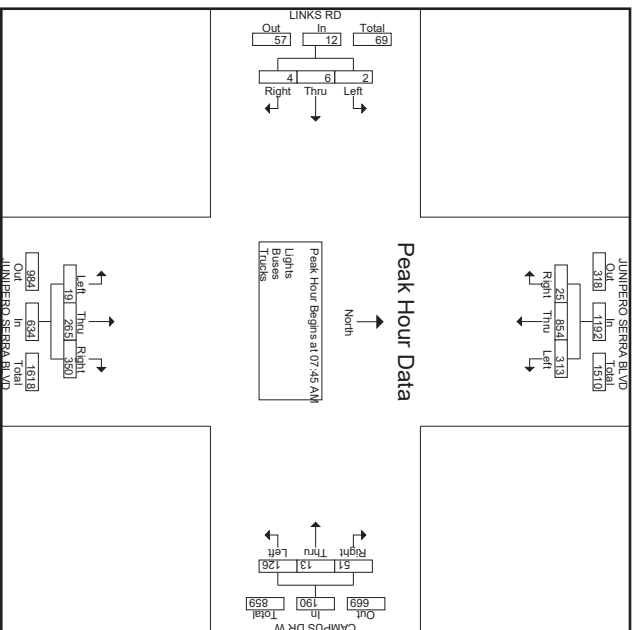 LINKS RD
Out In Total
57 12 69
4 6 2
Right Thru Left
JUNIPERO SERRA BLVD
Out In Total
318 1192 1510
25 854 313
Right Thru Left
Peak Hour Data
North
Peak Hour Begins at 07:45 AM
Lights
Buses
Trucks
Left Thru Right
19 265 350
984 634 1618
Out In Total
JUNIPERO SERRA BLVD
Left Thru Right
126 13 51
859 190 669
Total In Out
CAMPUS DR W